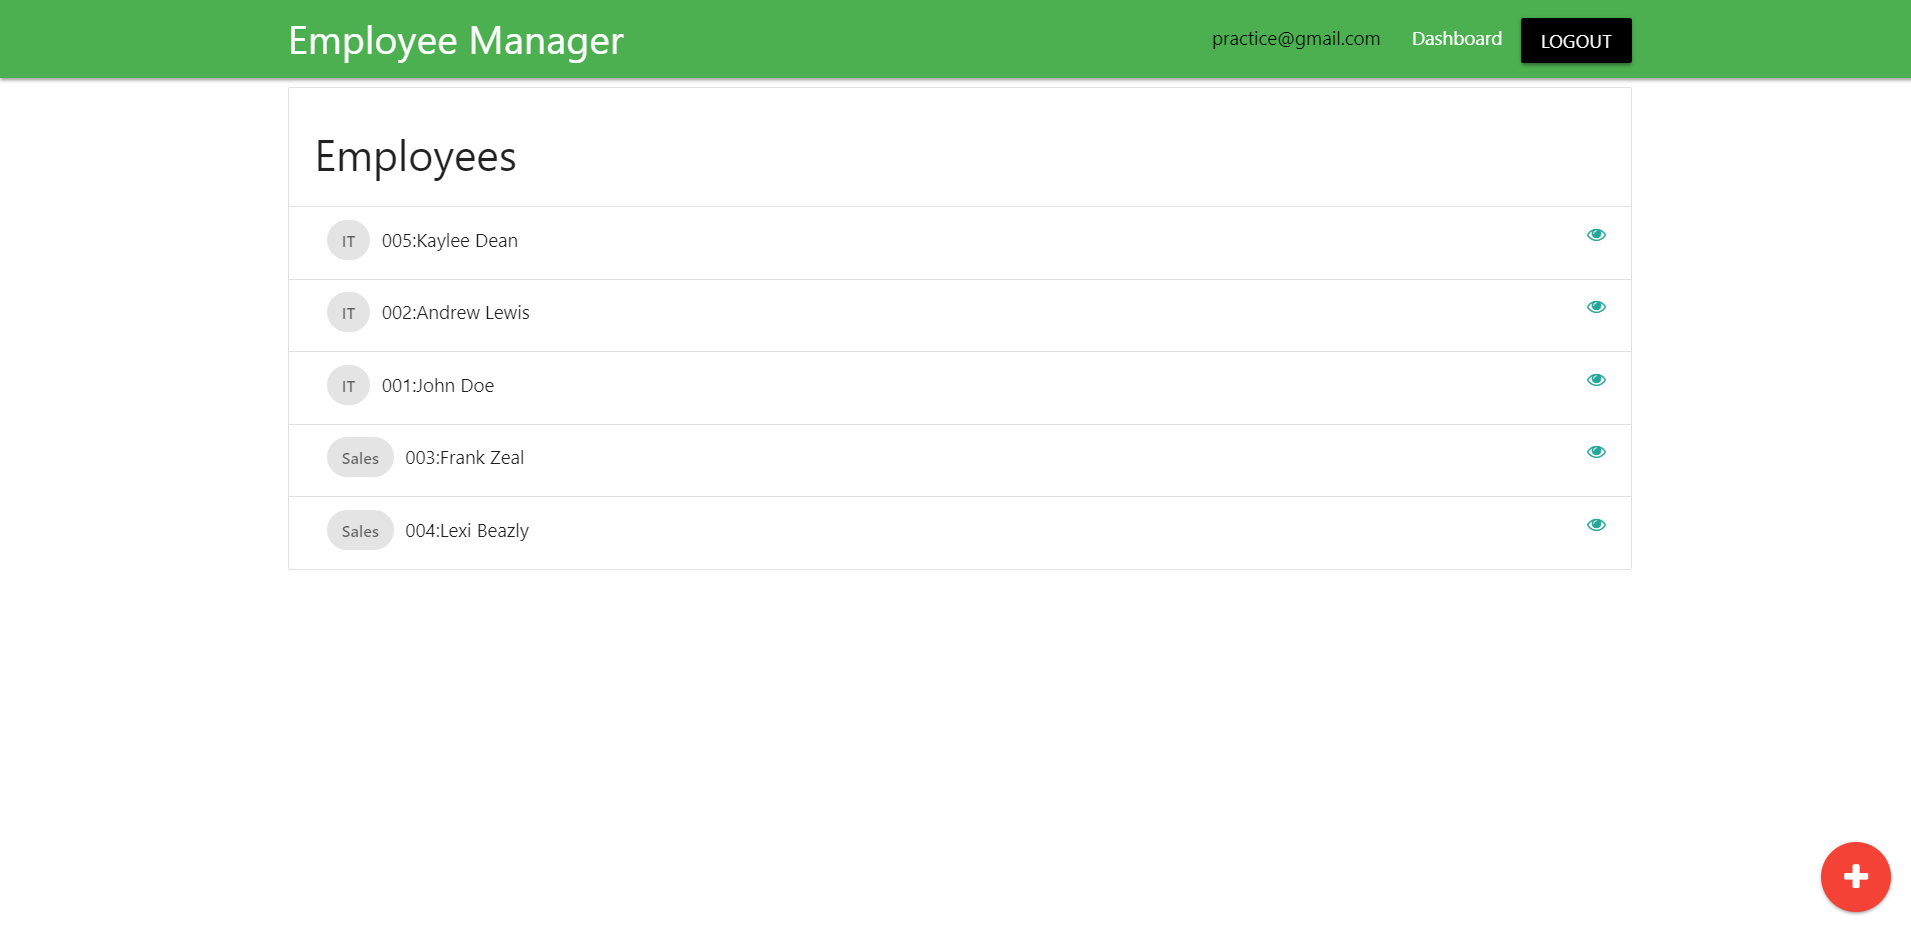 Employee Manager
practice@gmail.com Dashboard LOGOUT
Employees
IT 005:Kaylee Dean
IT 002:Andrew Lewis
IT 001:John Doe
Sales 003:Frank Zeal
Sales 004:Lexi Beazly